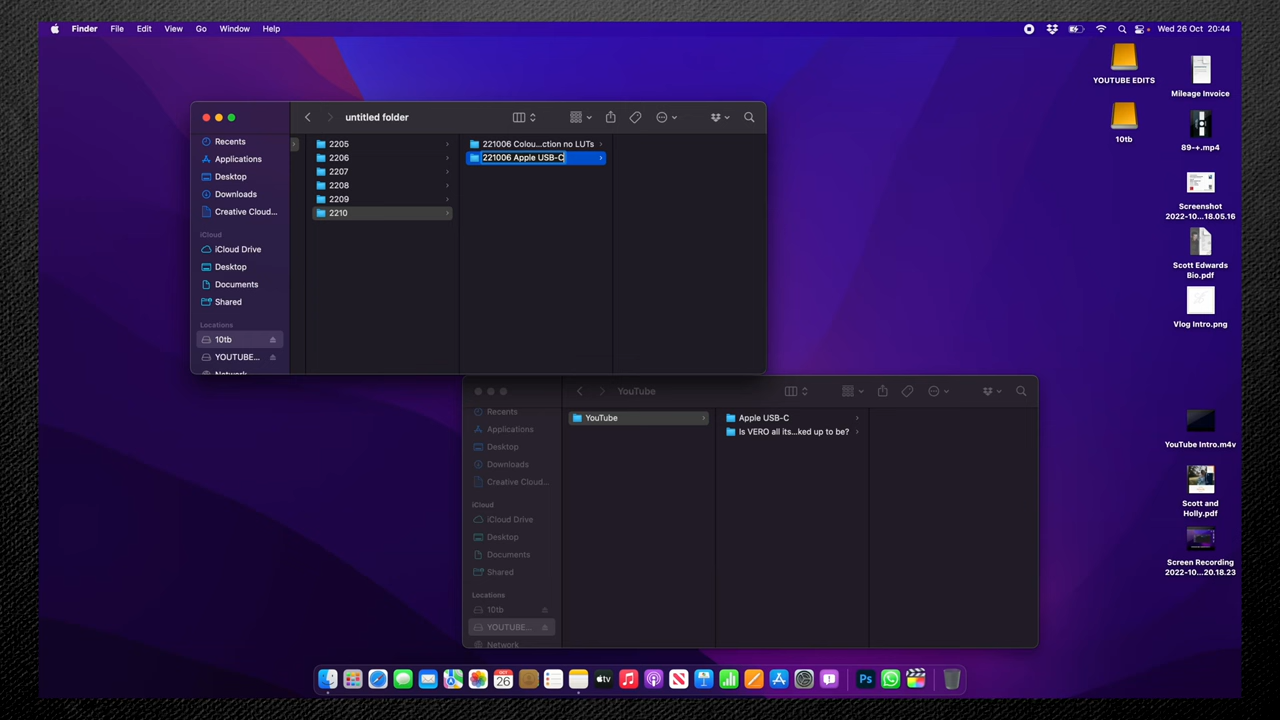 Finder File Edit View Go Window Help
Wed 26 Oct 20:44
YOUTUBE EDITS
10tb
Mileage Invoice
89-+.mp4
Screenshot
2022-10...18.05.16
Scott Edwards
Bio.pdf
Vlog Intro.png
YouTube Intro.m4v
Scott and
Holly.pdf
Screen Recording
2022-10...20.18.23
untitled folder
Recents
Applications
Desktop
Downloads
Creative Cloud...
iCloud
iCloud Drive
Desktop
Documents
Shared
Locations
10tb
YOUTUBE...
Network
2205
2206
2207
2208
2209
2210
221006 Colou...ction no LUTs
221006 Apple USB-C
YouTube
Recents
Applications
Desktop
Downloads
Creative Cloud...
iCloud
iCloud Drive
Desktop
Documents
Shared
Locations
10tb
YOUTUBE...
Network
YouTube
Apple USB-C
Is VERO all its...ked up to be?
OCT
26
tv
Ps